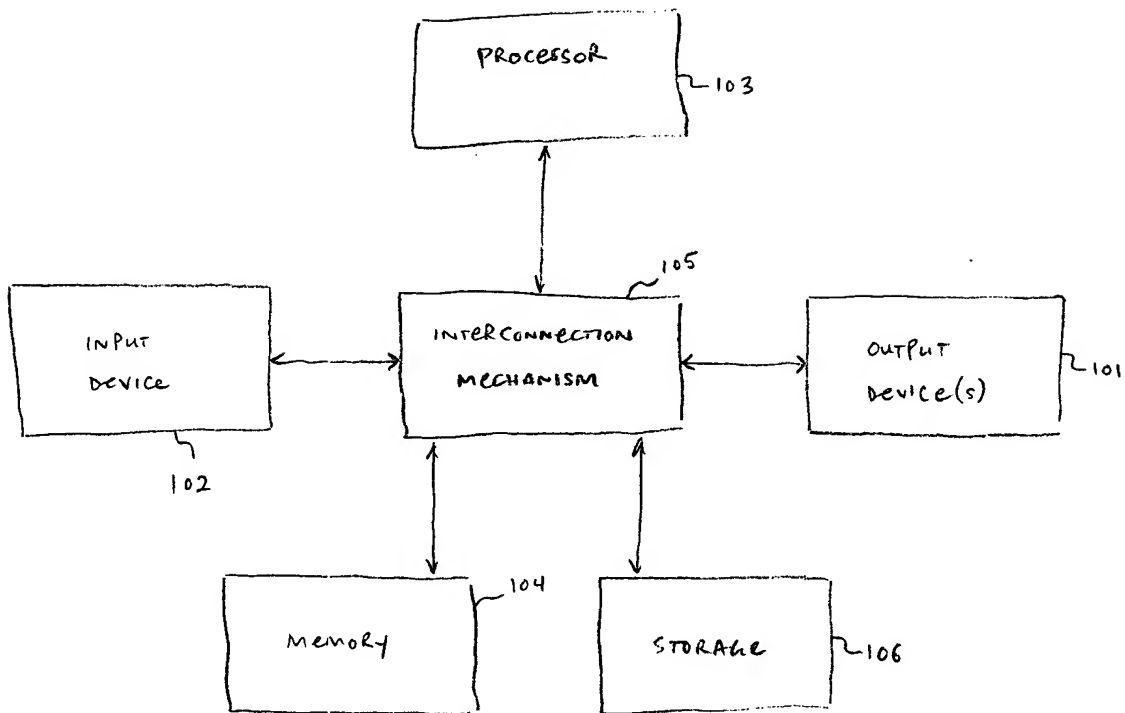 PROCESSOR
103
105
INPUT
DEVICE
INTERCONNECTION
MECHANISM
OUTPUT
DEVICE(S)
101
102
104
MEMORY
STORAGE
106